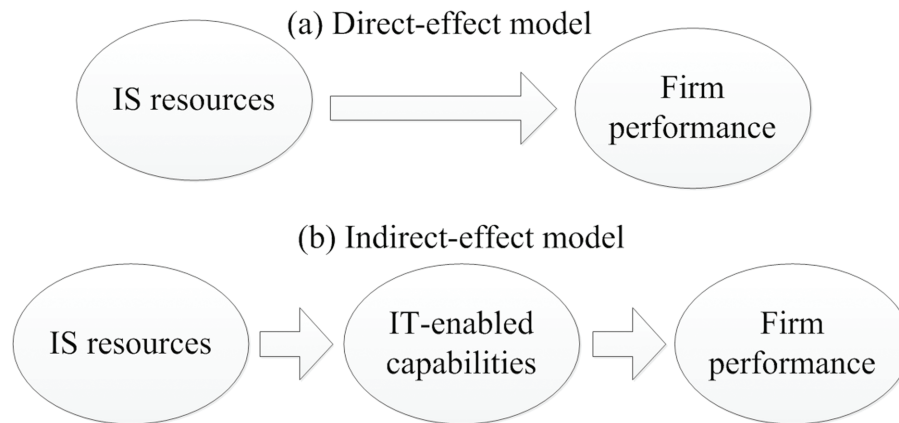 (a) Direct-effect model
IS resources
Firm
performance
(b) Indirect-effect model
IS resources
IT-enabled
capabilities
Firm
performance